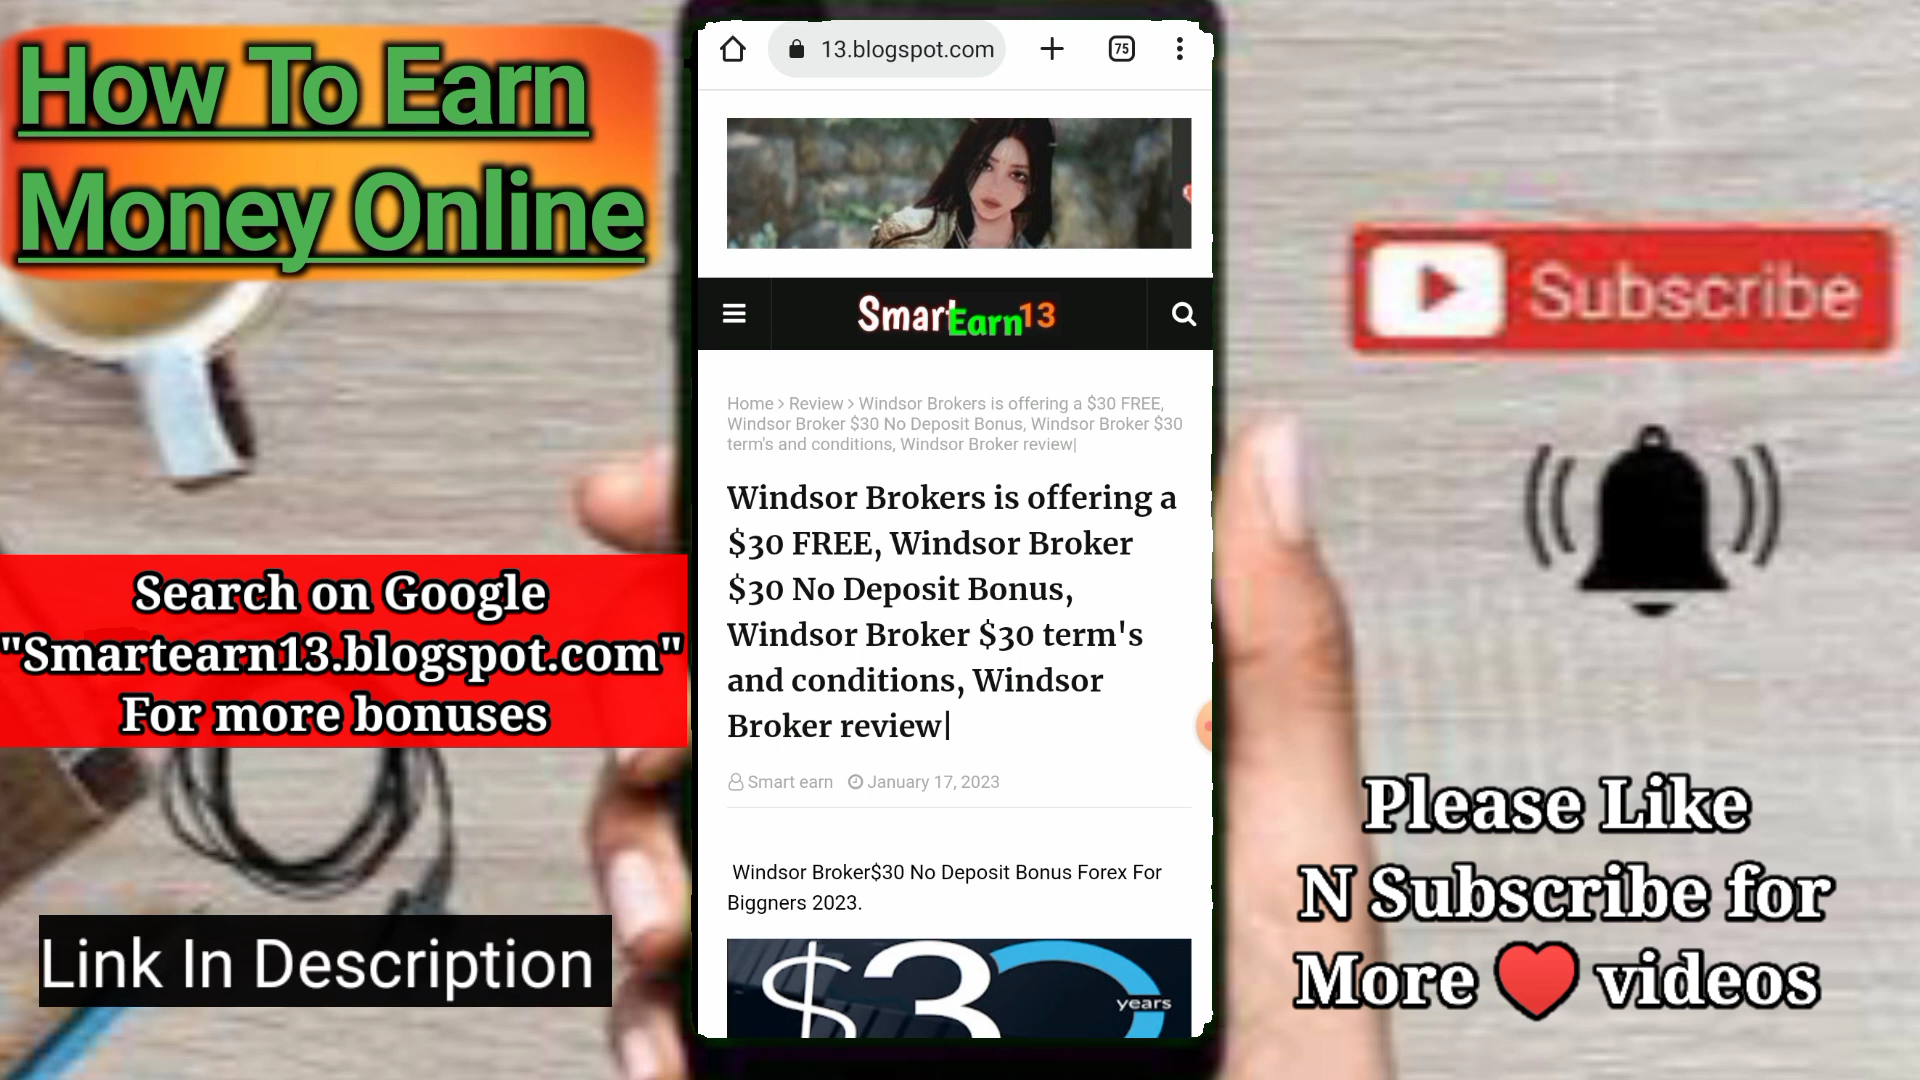 How To Earn
Money Online
Search on Google
"Smartearn13.blogspot.com"
For more bonuses
Link In Description
13.blogspot.com
75
SmartEarn13
Home > Review > Windsor Brokers is offering a $30 FREE,
Windsor Broker $30 No Deposit Bonus, Windsor Broker $30
term's and conditions, Windsor Broker review|
Windsor Brokers is offering a
$30 FREE, Windsor Broker
$30 No Deposit Bonus,
Windsor Broker $30 term's
and conditions, Windsor
Broker review|
Smart earn January 17, 2023
Windsor Broker$30 No Deposit Bonus Forex For
Biggners 2023.
$30
years
Subscribe
Please Like
N Subscribe for
More ♥ videos